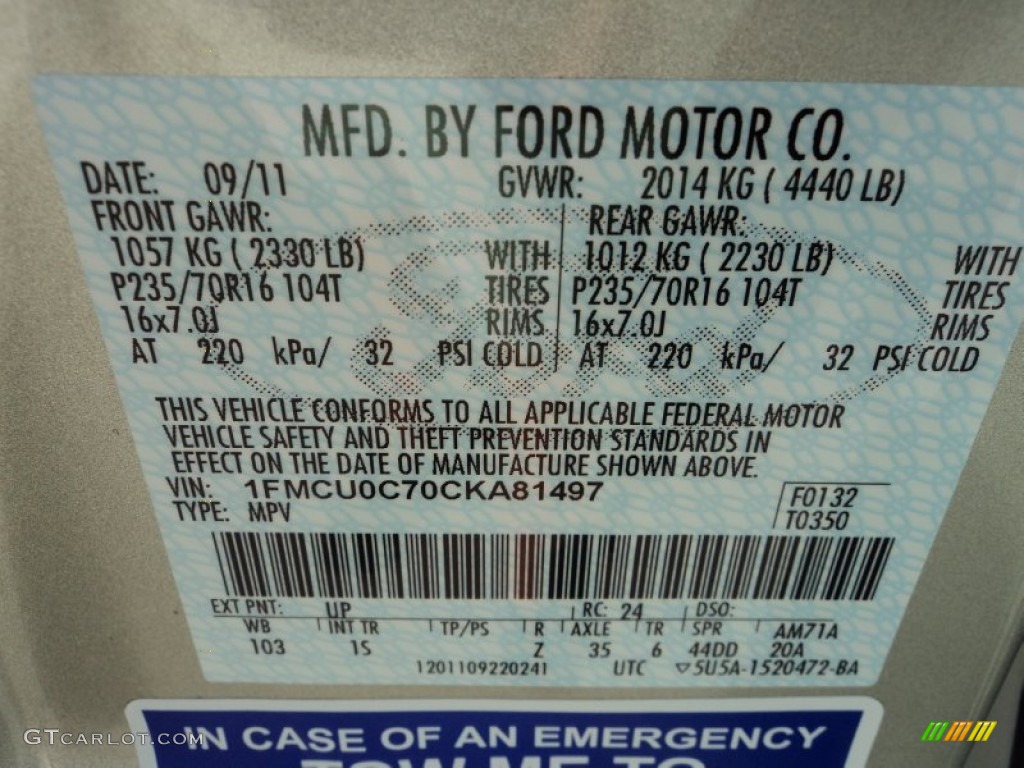 MFD. BY FORD MOTOR CO.
DATE: 09/11 GVWR: 2014 KG ( 4440 LB)
FRONT GAWR: REAR GAWR:
1057 KG ( 2330 LB) WITH 1012 KG ( 2230 LB) WITH
P235/70R16 104T TIRES P235/70R16 104T TIRES
16x7.0J RIMS 16x7.0J RIMS
AT 220 kPa/ 32 PSI COLD AT 220 kPa/ 32 PSI COLD
THIS VEHICLE CONFORMS TO ALL APPLICABLE FEDERAL MOTOR
VEHICLE SAFETY AND THEFT PREVENTION STANDARDS IN
EFFECT ON THE DATE OF MANUFACTURE SHOWN ABOVE.
VIN: 1FMCU0C70CKA81497 F0132
TYPE: MPV T0350
EXT PNT: UP RC: 24 DSO:
WB INT TR TP/PS R AXLE TR SPR AM71A
103 1S Z 35 6 44DD 20A
1201109220241 UTC ▽5U5A-1520472-BA
IN CASE OF AN EMERGENCY
TOW ME TO
GTCARLOT.COM